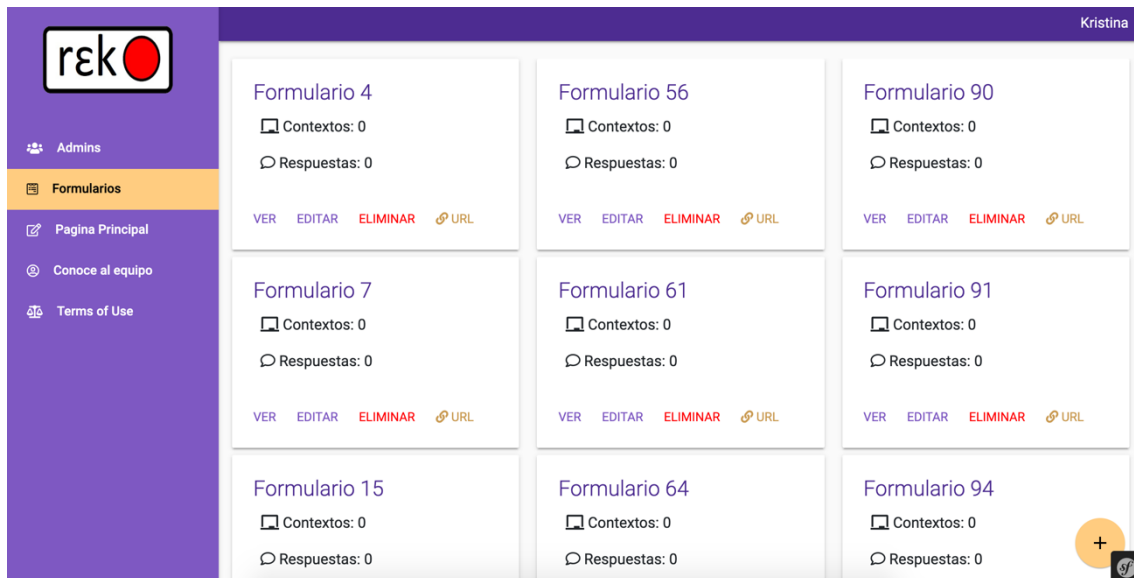 rεk
Kristina
Admins
Formularios
Pagina Principal
Conoce al equipo
Terms of Use
Formulario 4
Contextos: 0
Respuestas: 0
VER EDITAR ELIMINAR URL
Formulario 56
Contextos: 0
Respuestas: 0
VER EDITAR ELIMINAR URL
Formulario 90
Contextos: 0
Respuestas: 0
VER EDITAR ELIMINAR URL
Formulario 7
Contextos: 0
Respuestas: 0
VER EDITAR ELIMINAR URL
Formulario 61
Contextos: 0
Respuestas: 0
VER EDITAR ELIMINAR URL
Formulario 91
Contextos: 0
Respuestas: 0
VER EDITAR ELIMINAR URL
Formulario 15
Contextos: 0
Respuestas: 0
Formulario 64
Contextos: 0
Respuestas: 0
Formulario 94
Contextos: 0
Respuestas: 0
+
sf